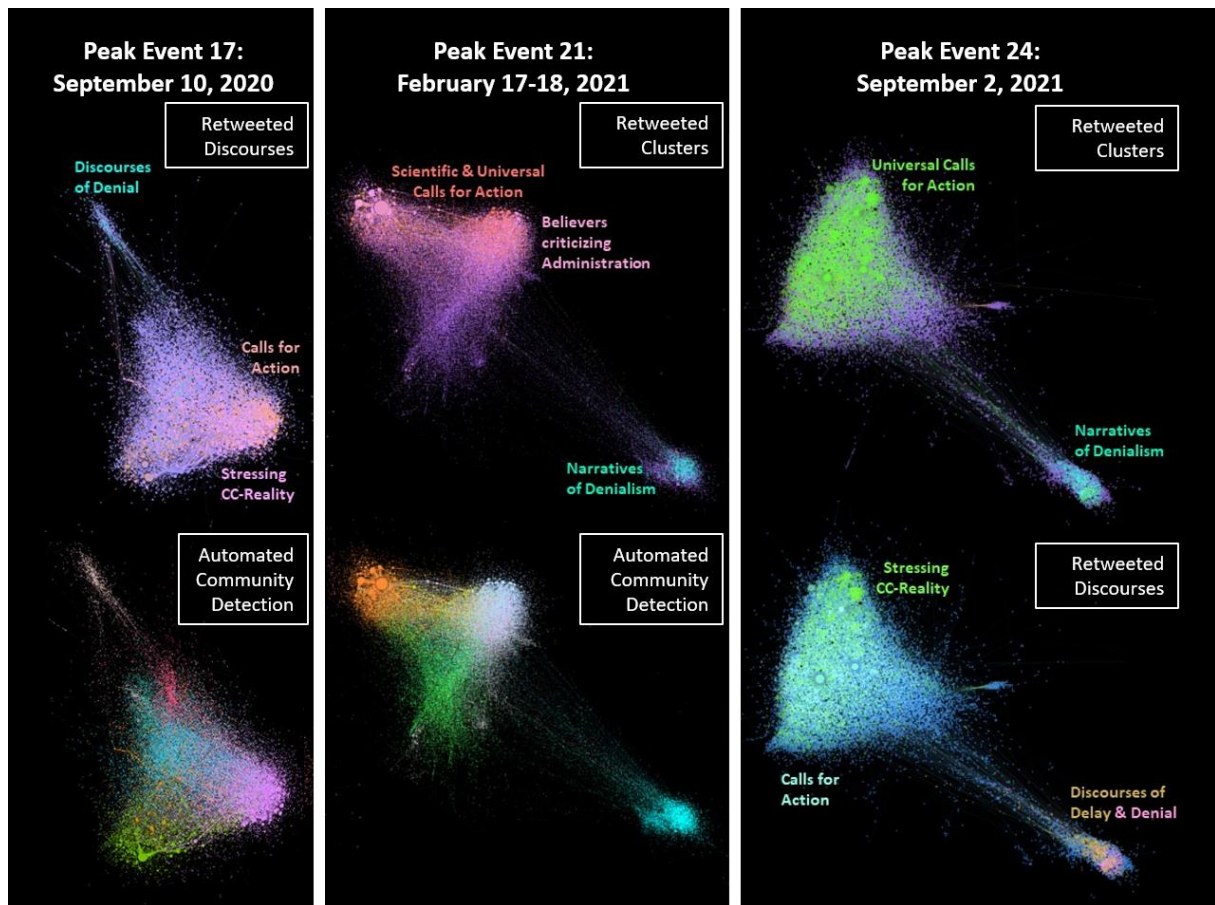 Peak Event 17:
September 10, 2020
Retweeted
Discourses
Discourses
of Denial
Calls for
Action
Stressing
CC-Reality
Automated
Community
Detection
Peak Event 21:
February 17-18, 2021
Retweeted
Clusters
Scientific & Universal
Calls for Action
Believers
criticizing
Administration
Narratives
of Denialism
Automated
Community
Detection
Peak Event 24:
September 2, 2021
Retweeted
Clusters
Universal Calls
for Action
Narratives
of Denialism
Stressing
CC-Reality
Retweeted
Discourses
Calls for
Action
Discourses of
Delay & Denial